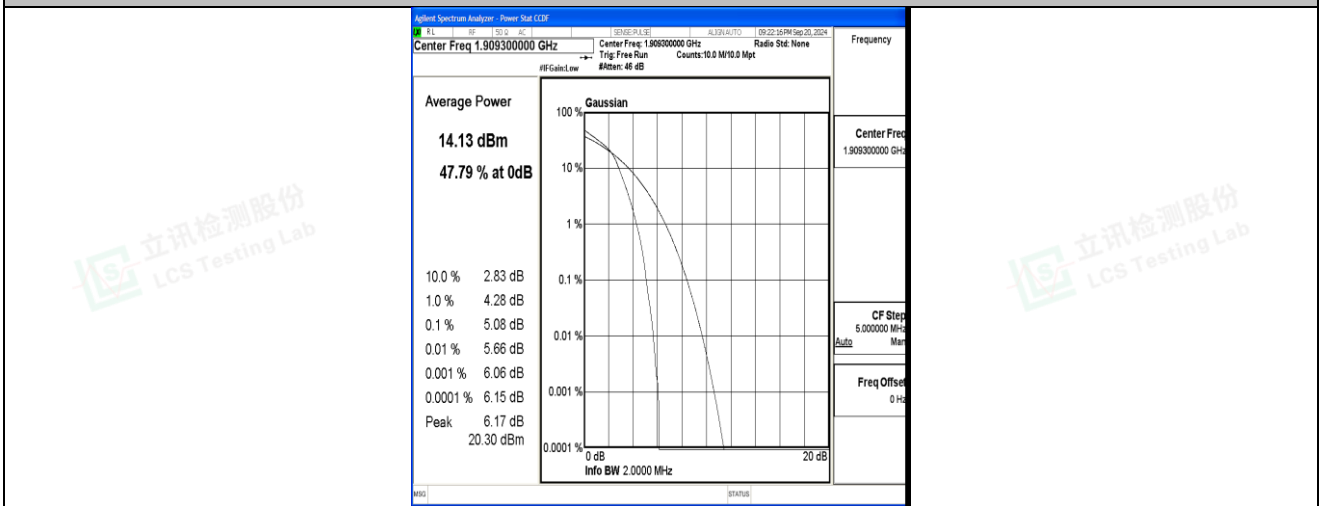 Agilent Spectrum Analyzer - Power Stat CCDF
RL RF 50 Ω AC SENSE:PULSE ALIGN AUTO 09:22:16 PM Sep 20, 2024
Center Freq 1.909300000 GHz
Center Freq: 1.909300000 GHz Radio Std: None
Trig: Free Run Counts:10.0 M/10.0 Mpt
#IFGain:Low #Atten: 46 dB
Frequency
Average Power
14.13 dBm
47.79 % at 0dB
10.0 % 2.83 dB
1.0 % 4.28 dB
0.1 % 5.08 dB
0.01 % 5.66 dB
0.001 % 6.06 dB
0.0001 % 6.15 dB
Peak 6.17 dB
20.30 dBm
Gaussian
100 %
10 %
1 %
0.1 %
0.01 %
0.001 %
0.0001 %
0 dB 20 dB
Info BW 2.0000 MHz
Center Freq
1.909300000 GHz
CF Step
5.000000 MHz
Auto Man
Freq Offset
0 Hz
MSG STATUS
立讯检测股份
LCS Testing Lab
立讯检测股份
LCS Testing Lab